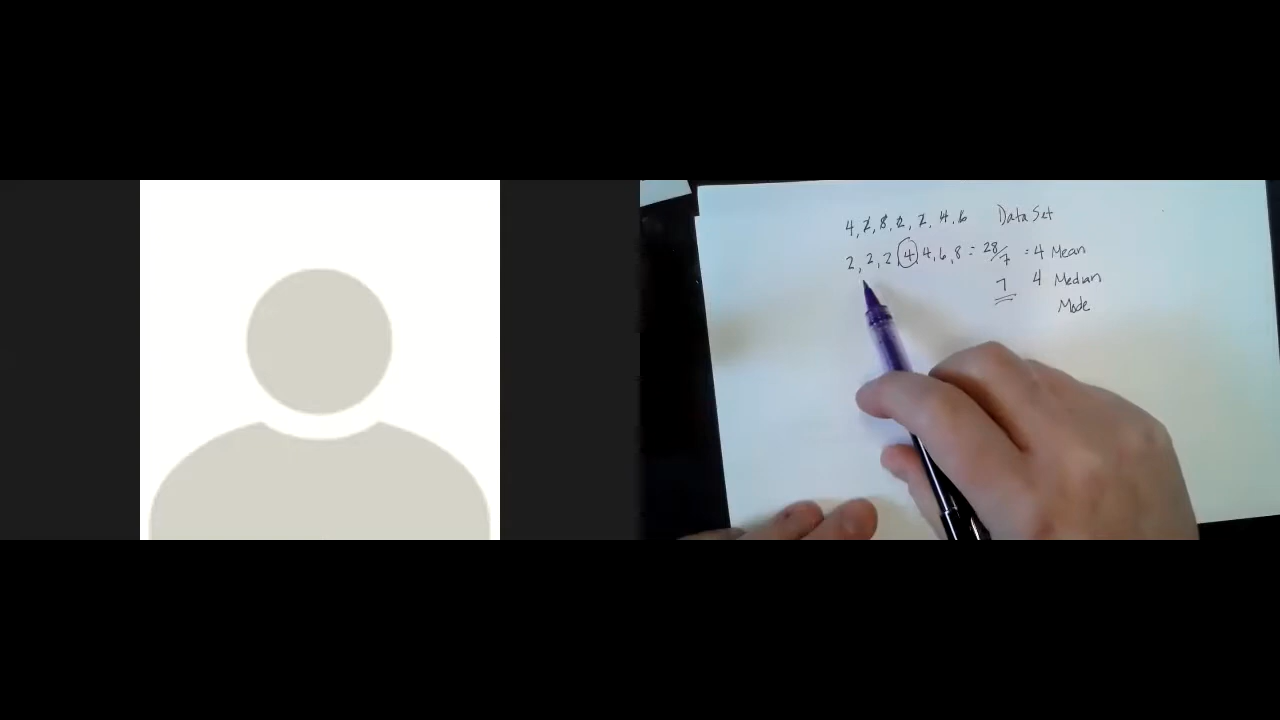 4, 2, 8, 2, 2, 4, 6 Data Set
2, 2, 2, 4, 4, 6, 8 = 28/7 = 4 Mean
7 4 Median
Mode